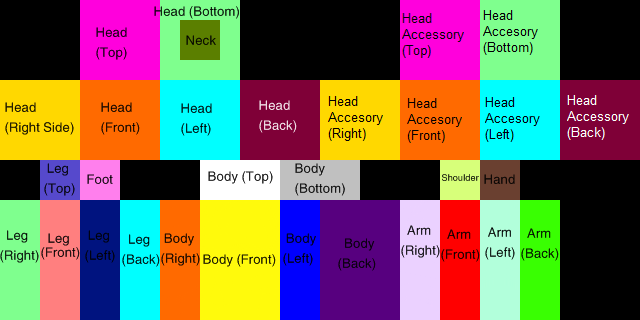 Head (Bottom)
Neck
Head
(Top)
Head
Accesory
(Top)
Head
Accesory
(Bottom)
Head
(Right Side)
Head
(Front)
Head
(Left)
Head
(Back)
Head
Accesory
(Right)
Head
Accesory
(Front)
Head
Accesory
(Left)
Head
Accessory
(Back)
Leg
(Top)
Foot
Body (Top)
Body
(Bottom)
Shoulder
Hand
Leg
(Right)
Leg
(Front)
Leg
(Left)
Leg
(Back)
Body
(Right)
Body (Front)
Body
(Left)
Body
(Back)
Arm
(Right)
Arm
(Front)
Arm
(Left)
Arm
(Back)